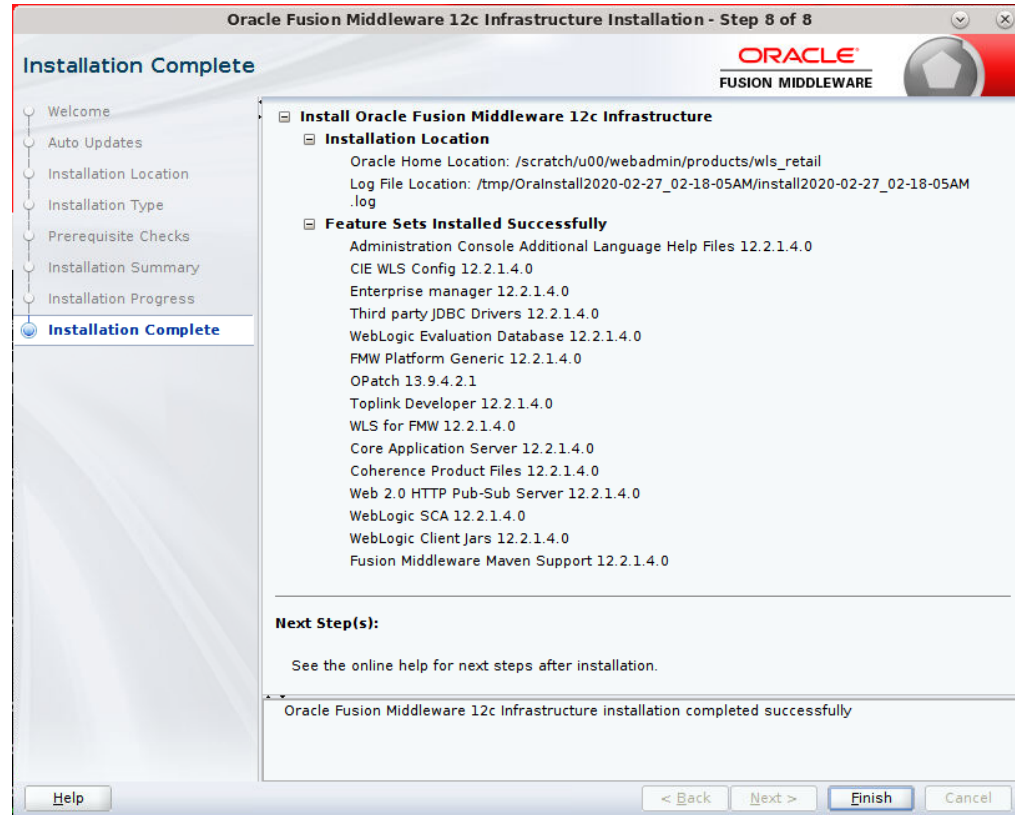 Oracle Fusion Middleware 12c Infrastructure Installation - Step 8 of 8
Installation Complete
ORACLE
FUSION MIDDLEWARE
Welcome
Auto Updates
Installation Location
Installation Type
Prerequisite Checks
Installation Summary
Installation Progress
Installation Complete
Install Oracle Fusion Middleware 12c Infrastructure
Installation Location
Oracle Home Location: /scratch/u00/webadmin/products/wls_retail
Log File Location: /tmp/OraInstall2020-02-27_02-18-05AM/install2020-02-27_02-18-05AM
.log
Feature Sets Installed Successfully
Administration Console Additional Language Help Files 12.2.1.4.0
CIE WLS Config 12.2.1.4.0
Enterprise manager 12.2.1.4.0
Third party JDBC Drivers 12.2.1.4.0
WebLogic Evaluation Database 12.2.1.4.0
FMW Platform Generic 12.2.1.4.0
OPatch 13.9.4.2.1
Toplink Developer 12.2.1.4.0
WLS for FMW 12.2.1.4.0
Core Application Server 12.2.1.4.0
Coherence Product Files 12.2.1.4.0
Web 2.0 HTTP Pub-Sub Server 12.2.1.4.0
WebLogic SCA 12.2.1.4.0
WebLogic Client Jars 12.2.1.4.0
Fusion Middleware Maven Support 12.2.1.4.0
Next Step(s):
See the online help for next steps after installation.
Oracle Fusion Middleware 12c Infrastructure installation completed successfully
Help
< Back
Next >
Finish
Cancel